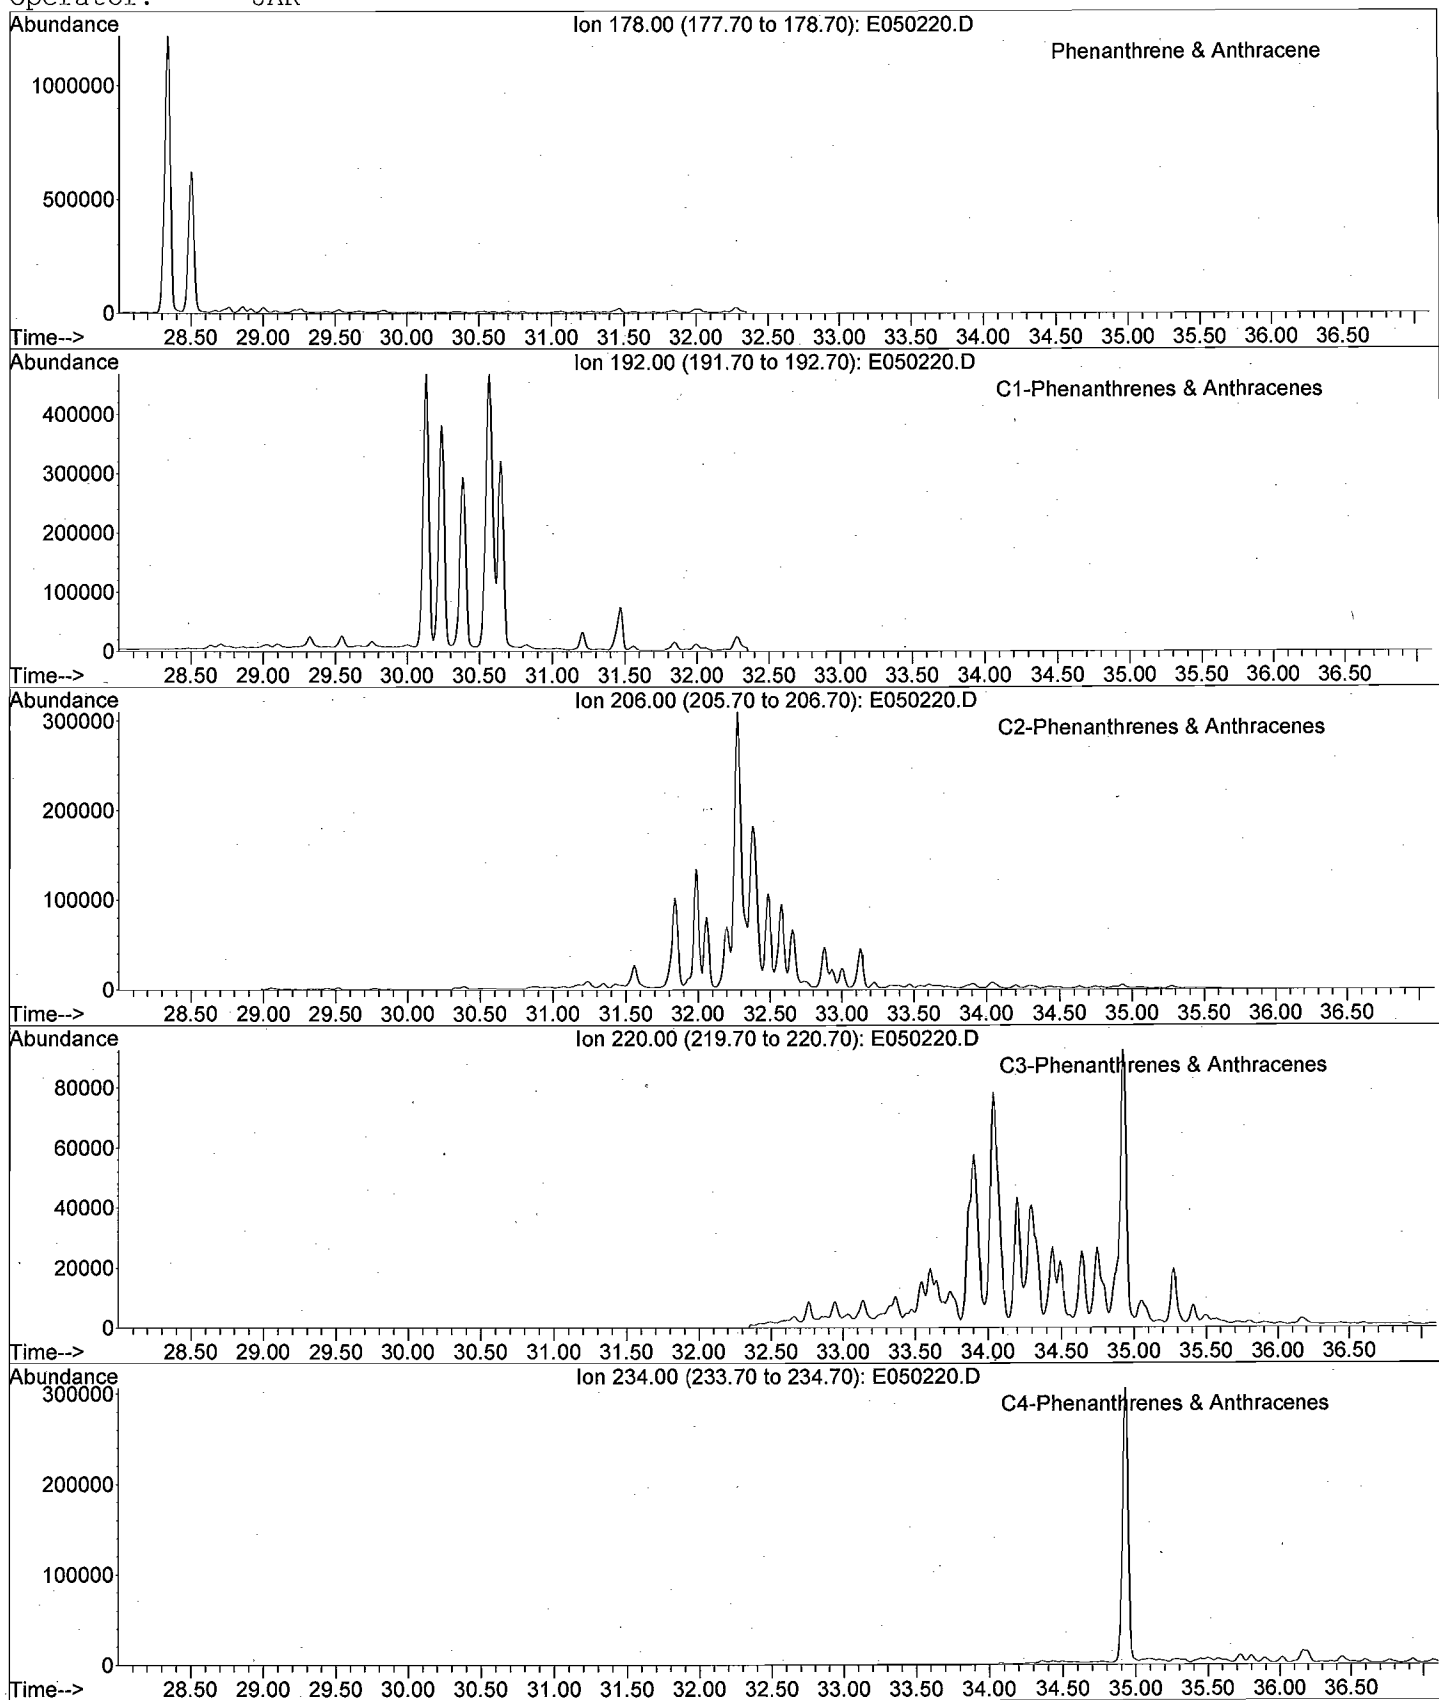 Operator: JAR
Abundance Ion 178.00 (177.70 to 178.70): E050220.D
Phenanthrene & Anthracene
1000000
500000
0
Time--> 28.50 29.00 29.50 30.00 30.50 31.00 31.50 32.00 32.50 33.00 33.50 34.00 34.50 35.00 35.50 36.00 36.50
Abundance Ion 192.00 (191.70 to 192.70): E050220.D
C1-Phenanthrenes & Anthracenes
400000
300000
200000
100000
0
Time--> 28.50 29.00 29.50 30.00 30.50 31.00 31.50 32.00 32.50 33.00 33.50 34.00 34.50 35.00 35.50 36.00 36.50
Abundance Ion 206.00 (205.70 to 206.70): E050220.D
300000
C2-Phenanthrenes & Anthracenes
200000
100000
0
Time--> 28.50 29.00 29.50 30.00 30.50 31.00 31.50 32.00 32.50 33.00 33.50 34.00 34.50 35.00 35.50 36.00 36.50
Abundance Ion 220.00 (219.70 to 220.70): E050220.D
C3-Phenanthrenes & Anthracenes
80000
60000
40000
20000
0
Time--> 28.50 29.00 29.50 30.00 30.50 31.00 31.50 32.00 32.50 33.00 33.50 34.00 34.50 35.00 35.50 36.00 36.50
Abundance Ion 234.00 (233.70 to 234.70): E050220.D
300000
C4-Phenanthrenes & Anthracenes
200000
100000
0
Time--> 28.50 29.00 29.50 30.00 30.50 31.00 31.50 32.00 32.50 33.00 33.50 34.00 34.50 35.00 35.50 36.00 36.50